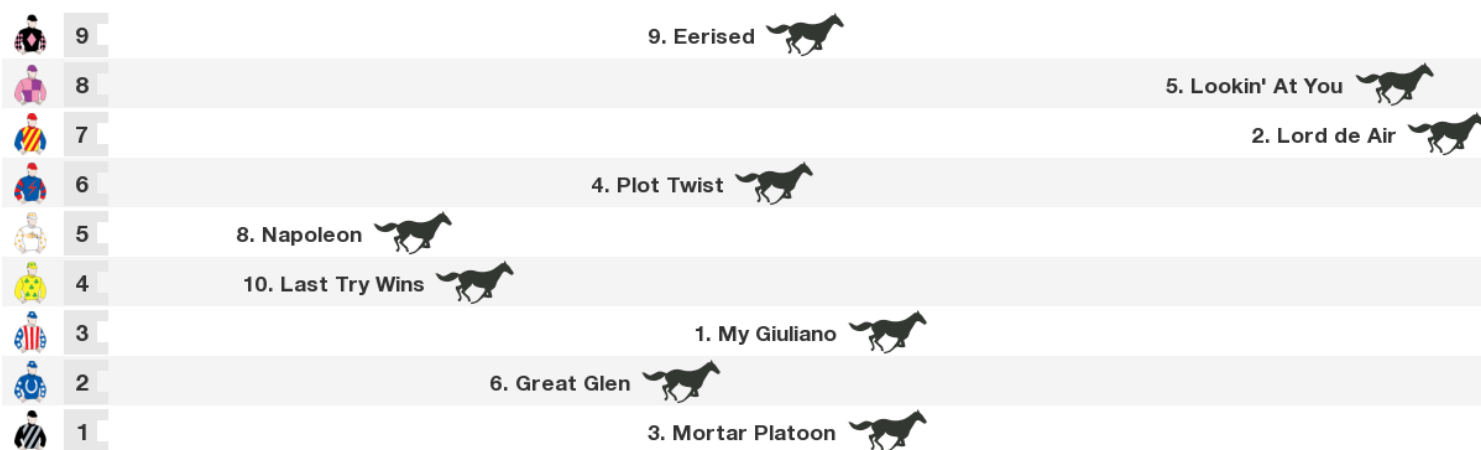 9 9. Eerised
8 5. Lookin' At You
7 2. Lord de Air
6 4. Plot Twist
5 8. Napoleon
4 10. Last Try Wins
3 1. My Giuliano
2 6. Great Glen
1 3. Mortar Platoon